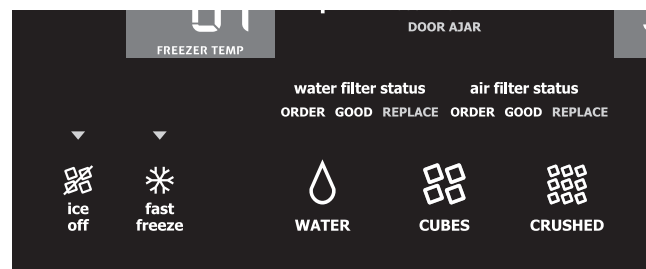 DOOR AJAR
FREEZER TEMP
water filter status air filter status
ORDER GOOD REPLACE ORDER GOOD REPLACE
ice off
fast freeze
WATER
CUBES
CRUSHED